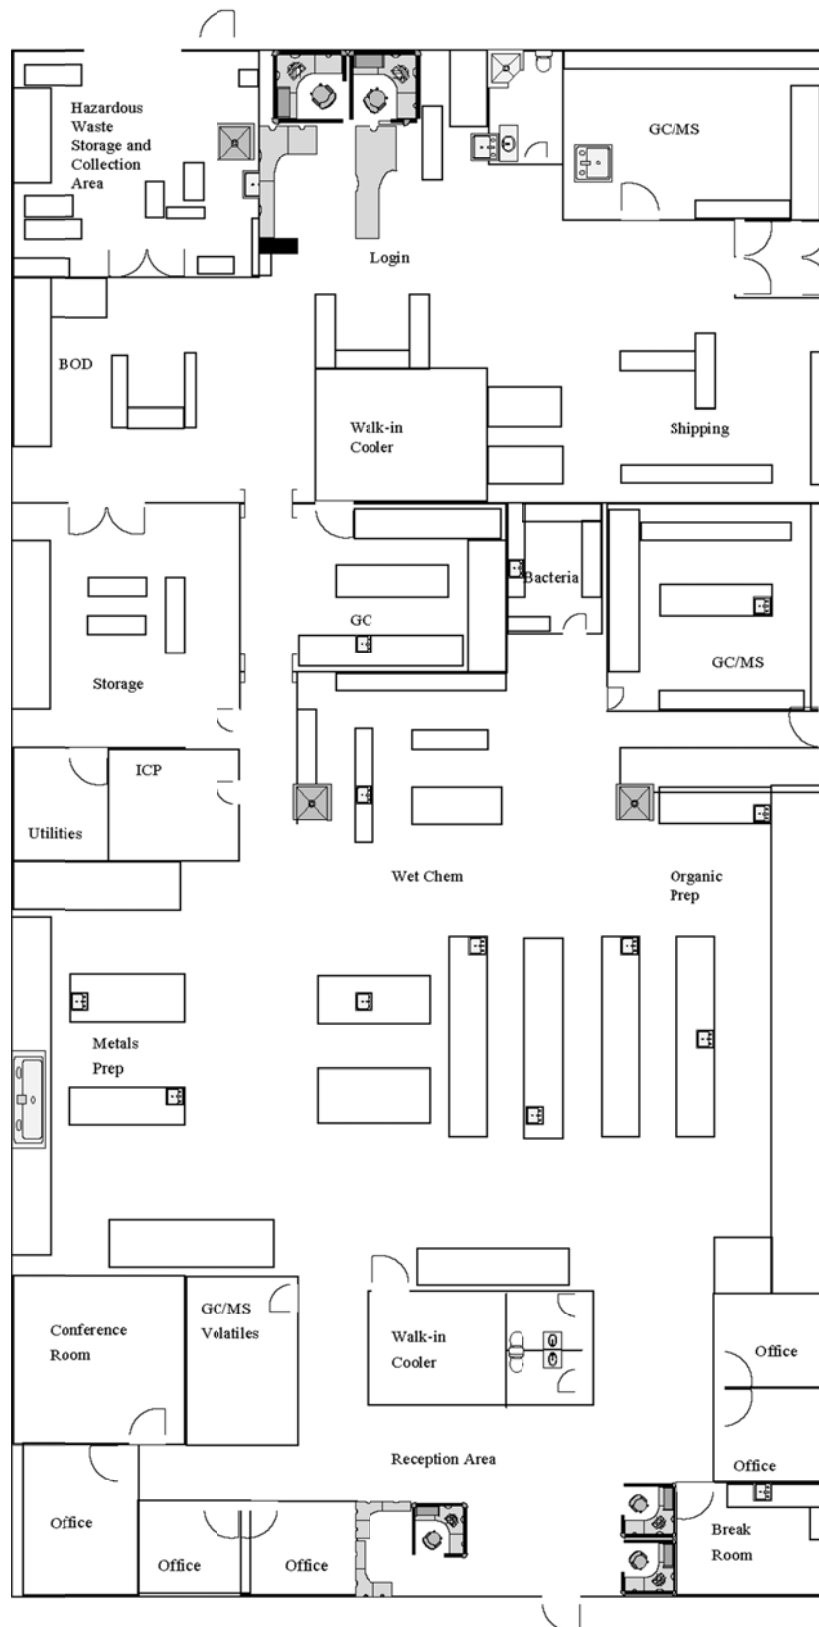 Hazardous
Waste
Storage and
Collection
Area
GC/MS
Login
BOD
Walk-in
Cooler
Shipping
Bacteria
GC
GC/MS
Storage
ICP
Utilities
Wet Chem
Organic
Prep
Metals
Prep
Conference
Room
GC/MS
Volatiles
Walk-in
Cooler
Office
Reception Area
Office
Office
Office
Office
Break
Room